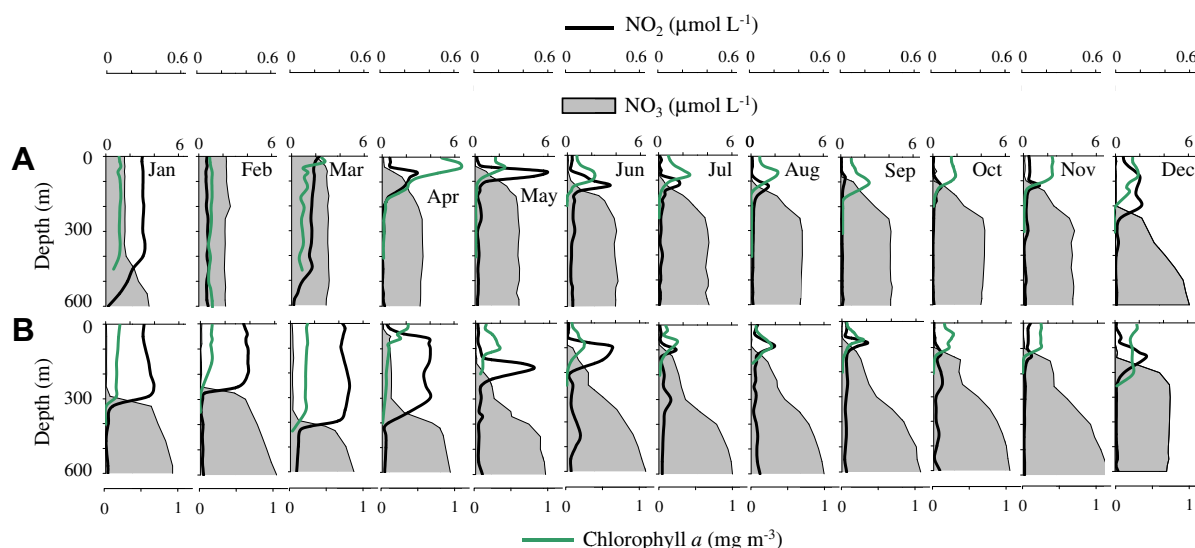 NO2 (μmol L-1)
0 0.6 0 0.6 0 0.6 0 0.6 0 0.6 0 0.6 0 0.6 0 0.6 0 0.6 0 0.6 0 0.6 0 0.6
NO3 (μmol L-1)
0 6 0 6 0 6 0 6 0 6 0 6 0 6 0 6 0 6 0 6 0 6 0 6
A
Depth (m)
0
300
600
Jan
Feb
Mar
Apr
May
Jun
Jul
Aug
Sep
Oct
Nov
Dec
B
Depth (m)
0
300
600
0 1 0 1 0 1 0 1 0 1 0 1 0 1 0 1 0 1 0 1 0 1 0 1
Chlorophyll a (mg m-3)